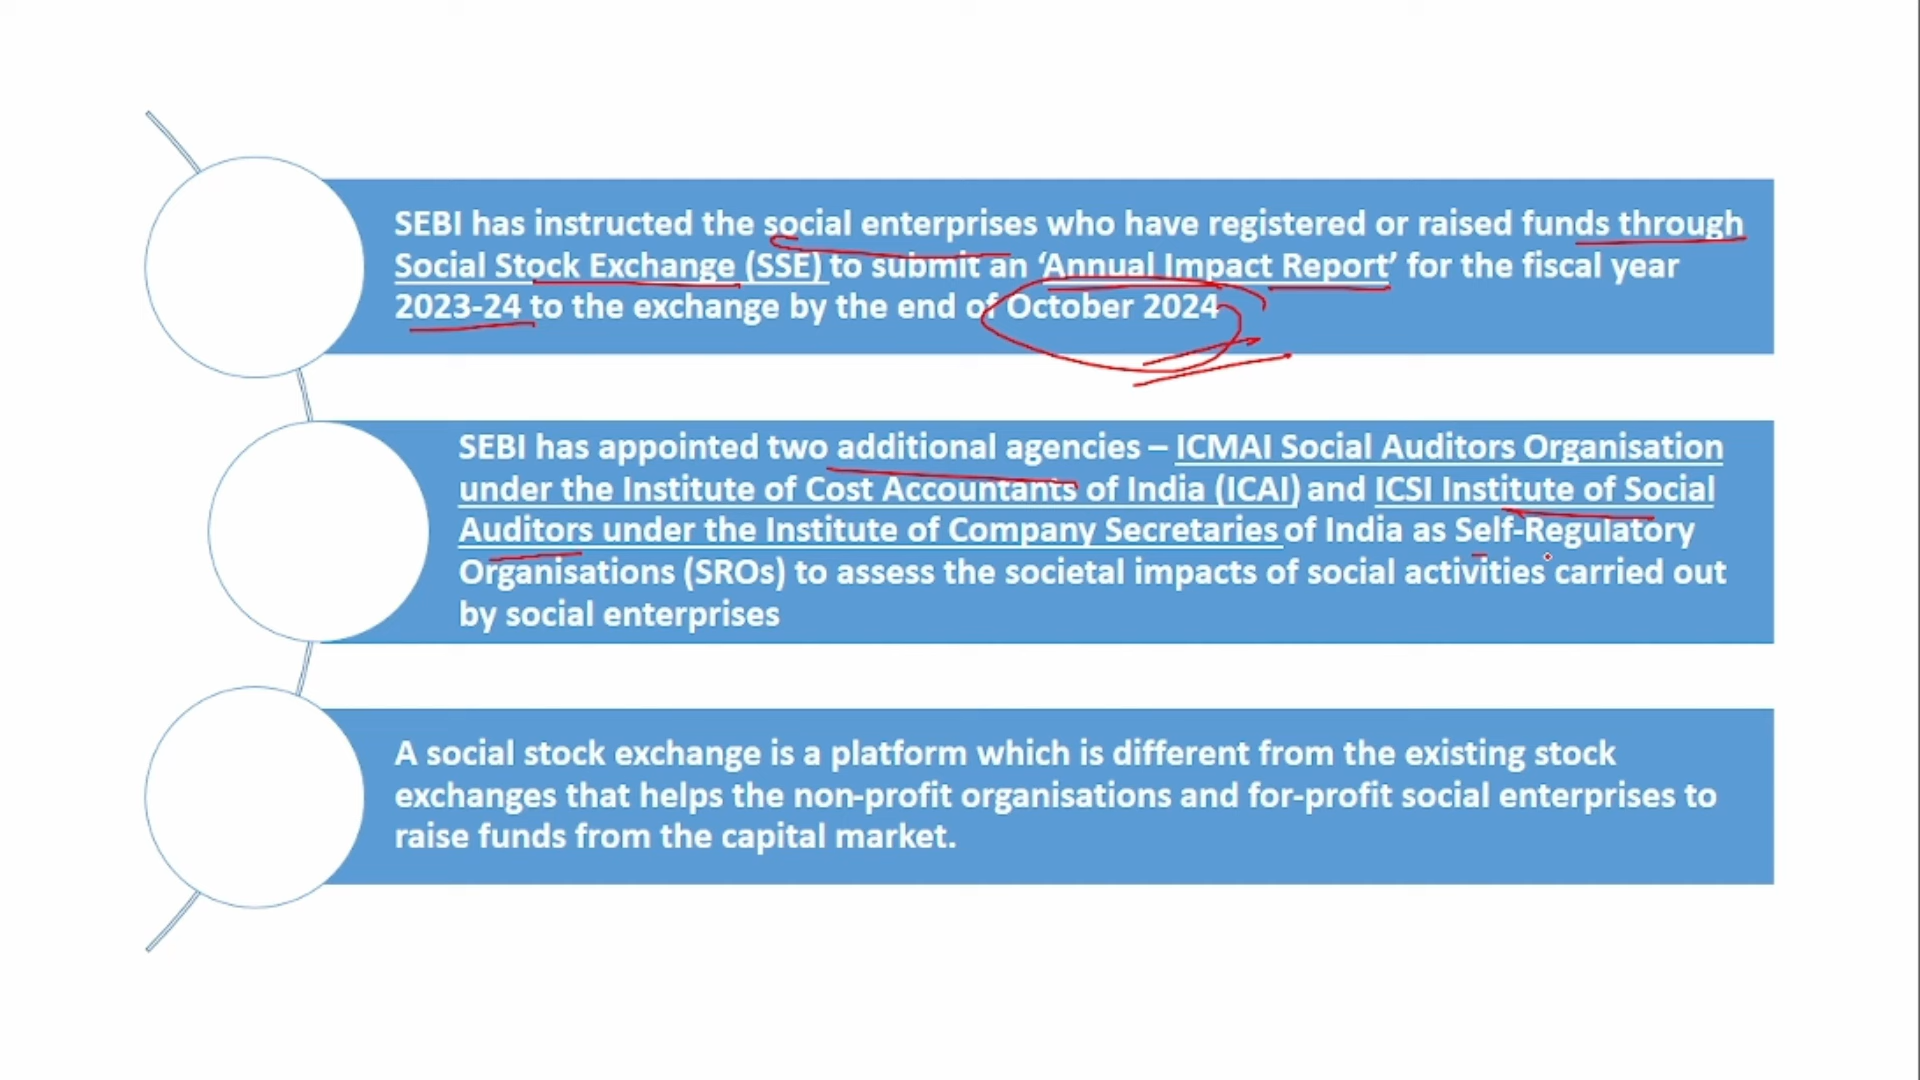 SEBI has instructed the social enterprises who have registered or raised funds through
Social Stock Exchange (SSE) to submit an ‘Annual Impact Report’ for the fiscal year
2023-24 to the exchange by the end of October 2024
SEBI has appointed two additional agencies – ICMAI Social Auditors Organisation
under the Institute of Cost Accountants of India (ICAI) and ICSI Institute of Social
Auditors under the Institute of Company Secretaries of India as Self-Regulatory
Organisations (SROs) to assess the societal impacts of social activities carried out
by social enterprises
A social stock exchange is a platform which is different from the existing stock
exchanges that helps the non-profit organisations and for-profit social enterprises to
raise funds from the capital market.